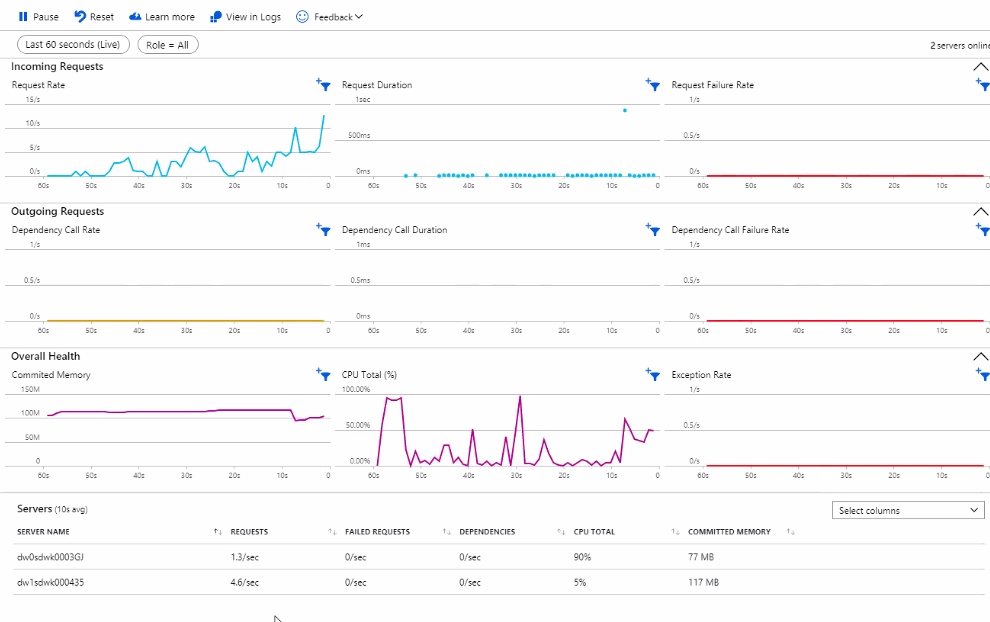 Pause Reset Learn more View in Logs Feedback
Last 60 seconds (Live) Role = All 2 servers online
Incoming Requests
Request Rate Request Duration Request Failure Rate
15/s 1sec 1/s
10/s
500ms 0.5/s
5/s
0/s 0ms 0/s
60s 50s 40s 30s 20s 10s 0 60s 50s 40s 30s 20s 10s 0 60s 50s 40s 30s 20s 10s 0
Outgoing Requests
Dependency Call Rate Dependency Call Duration Dependency Call Failure Rate
1/s 1ms 1/s
0.5/s 0.5ms 0.5/s
0/s 0ms 0/s
60s 50s 40s 30s 20s 10s 0 60s 50s 40s 30s 20s 10s 0 60s 50s 40s 30s 20s 10s 0
Overall Health
Commited Memory CPU Total (%) Exception Rate
150M 100.00% 1/s
100M
50.00% 0.5/s
50M
0 0.00% 0/s
60s 50s 40s 30s 20s 10s 0 60s 50s 40s 30s 20s 10s 0 60s 50s 40s 30s 20s 10s 0
Servers (10s avg) Select columns
SERVER NAME REQUESTS FAILED REQUESTS DEPENDENCIES CPU TOTAL COMMITTED MEMORY
dw0sdwk0003GJ 1.3/sec 0/sec 0/sec 90% 77 MB
dw1sdwk000435 4.6/sec 0/sec 0/sec 5% 117 MB